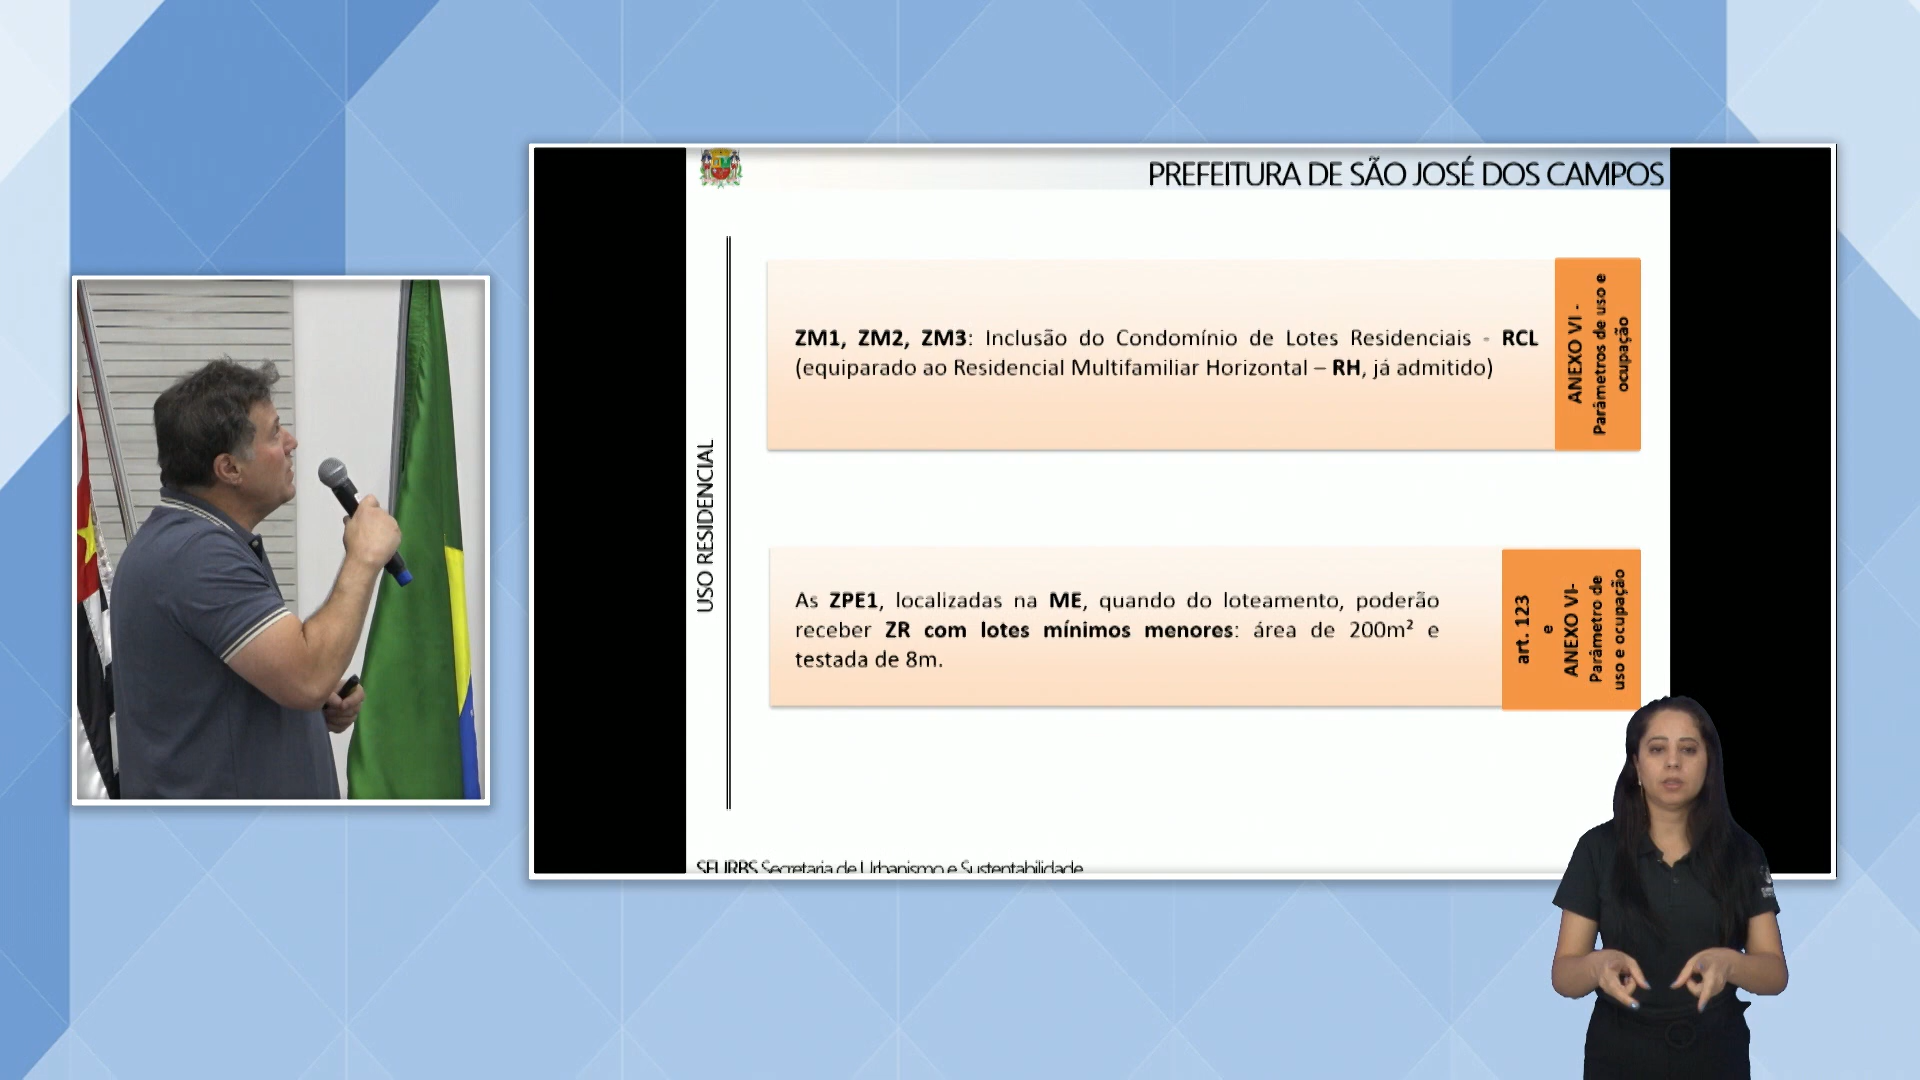 PREFEITURA DE SÃO JOSÉ DOS CAMPOS
USO RESIDENCIAL
ZM1, ZM2, ZM3: Inclusão do Condomínio de Lotes Residenciais - RCL
(equiparado ao Residencial Multifamiliar Horizontal – RH, já admitido)
ANEXO VI -
Parâmetros de uso e
ocupação
As ZPE1, localizadas na ME, quando do loteamento, poderão
receber ZR com lotes mínimos menores: área de 200m² e
testada de 8m.
art. 123
e
ANEXO VI-
Parâmetro de
uso e ocupação
SEURBS Secretaria de Urbanismo e Sustentabilidade